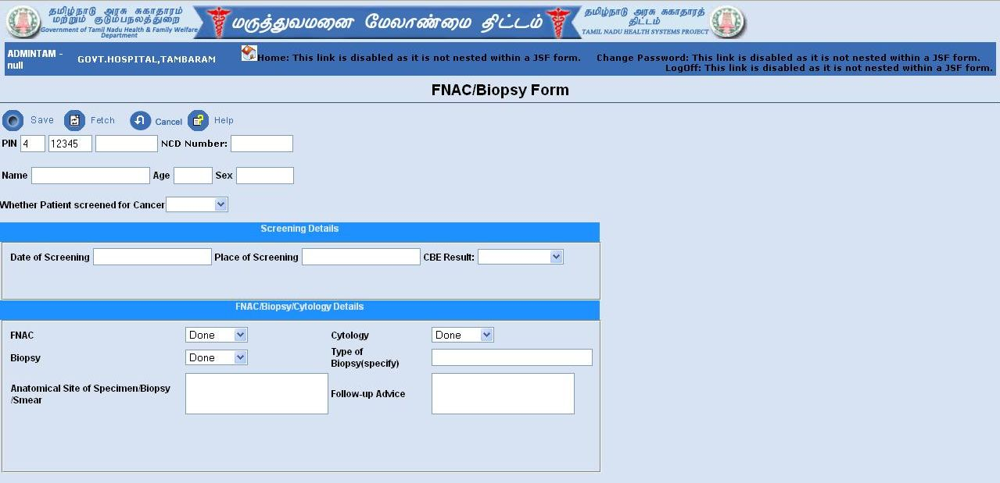 தமிழ்நாடு அரசு சுகாதாரம்
மற்றும் குடும்பநலத்துறை
Government of Tamil Nadu Health & Family Welfare
Department
மருத்துவமனை மேலாண்மை திட்டம்
தமிழ்நாடு அரசு சுகாதாரத்
திட்டம்
TAMIL NADU HEALTH SYSTEMS PROJECT
ADMINTAM -
null
GOVT.HOSPITAL,TAMBARAM
Home: This link is disabled as it is not nested within a JSF form.
Change Password: This link is disabled as it is not nested within a JSF form.
LogOff: This link is disabled as it is not nested within a JSF form.
FNAC/Biopsy Form
Save Fetch Cancel Help
PIN 4 12345 NCD Number:
Name Age Sex
Whether Patient screened for Cancer
Screening Details
Date of Screening Place of Screening CBE Result:
FNAC/Biopsy/Cytology Details
FNAC Done Cytology Done
Biopsy Done Type of
Biopsy(specify)
Anatomical Site of Specimen/Biopsy
/Smear
Follow-up Advice